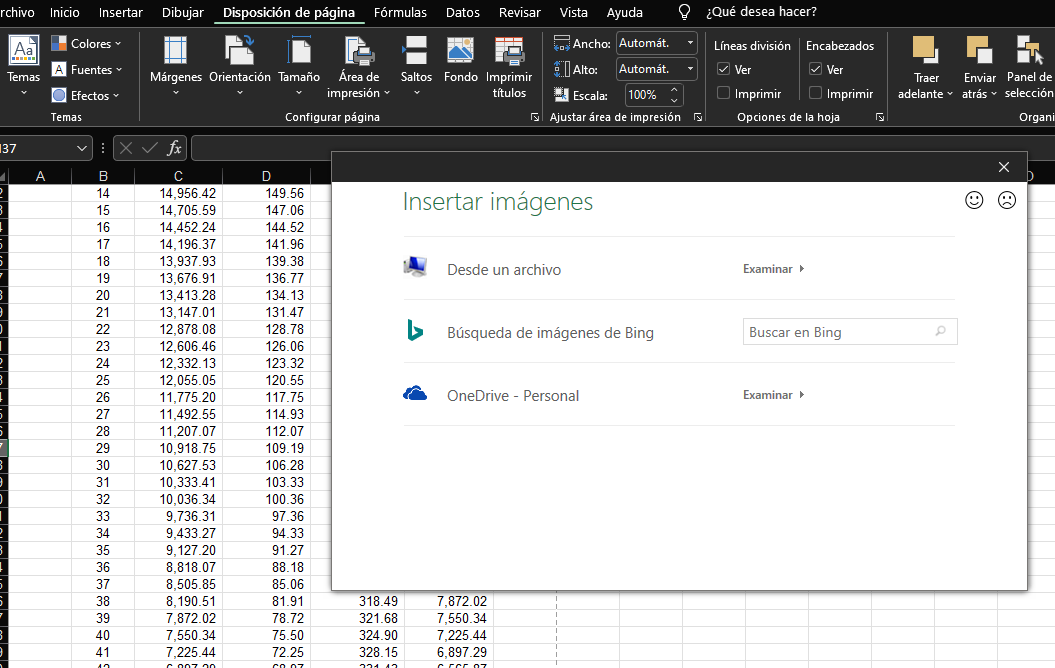 rchivo Inicio Insertar Dibujar Disposición de página Fórmulas Datos Revisar Vista Ayuda ¿Qué desea hacer?
Aa Colores Ancho: Automát. Líneas división Encabezados
Temas A Fuentes Márgenes Orientación Tamaño Área de impresión Saltos Fondo Imprimir títulos Alto: Automát. Ver Ver Traer adelante Enviar atrás Panel de selección
Efectos Escala: 100% Imprimir Imprimir
Temas Configurar página Ajustar área de impresión Opciones de la hoja Organi
I37 fx
A B C D
14 14,956.42 149.56
15 14,705.59 147.06
16 14,452.24 144.52
17 14,196.37 141.96
18 13,937.93 139.38
19 13,676.91 136.77
20 13,413.28 134.13
21 13,147.01 131.47
22 12,878.08 128.78
23 12,606.46 126.06
24 12,332.13 123.32
25 12,055.05 120.55
26 11,775.20 117.75
27 11,492.55 114.93
28 11,207.07 112.07
29 10,918.75 109.19
30 10,627.53 106.28
31 10,333.41 103.33
32 10,036.34 100.36
33 9,736.31 97.36
34 9,433.27 94.33
35 9,127.20 91.27
36 8,818.07 88.18
37 8,505.85 85.06
38 8,190.51 81.91 318.49 7,872.02
39 7,872.02 78.72 321.68 7,550.34
40 7,550.34 75.50 324.90 7,225.44
41 7,225.44 72.25 328.15 6,897.29
Insertar imágenes
Desde un archivo Examinar
Búsqueda de imágenes de Bing Buscar en Bing
OneDrive - Personal Examinar